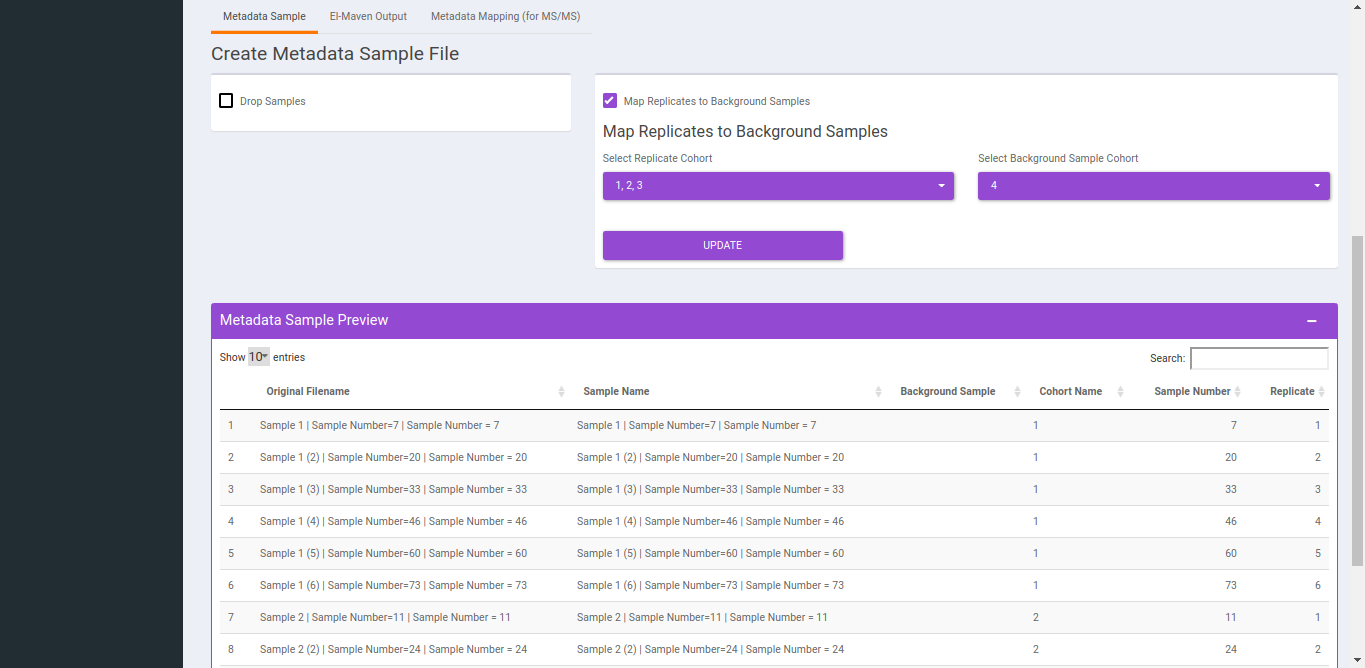 Metadata Sample El-Maven Output Metadata Mapping (for MS/MS)
Create Metadata Sample File
Drop Samples
Map Replicates to Background Samples
Map Replicates to Background Samples
Select Replicate Cohort Select Background Sample Cohort
1, 2, 3 4
UPDATE
Metadata Sample Preview
Show 10 entries Search:
Original Filename Sample Name Background Sample Cohort Name Sample Number Replicate
1 Sample 1 | Sample Number=7 | Sample Number = 7 Sample 1 | Sample Number=7 | Sample Number = 7 1 7 1
2 Sample 1 (2) | Sample Number=20 | Sample Number = 20 Sample 1 (2) | Sample Number=20 | Sample Number = 20 1 20 2
3 Sample 1 (3) | Sample Number=33 | Sample Number = 33 Sample 1 (3) | Sample Number=33 | Sample Number = 33 1 33 3
4 Sample 1 (4) | Sample Number=46 | Sample Number = 46 Sample 1 (4) | Sample Number=46 | Sample Number = 46 1 46 4
5 Sample 1 (5) | Sample Number=60 | Sample Number = 60 Sample 1 (5) | Sample Number=60 | Sample Number = 60 1 60 5
6 Sample 1 (6) | Sample Number=73 | Sample Number = 73 Sample 1 (6) | Sample Number=73 | Sample Number = 73 1 73 6
7 Sample 2 | Sample Number=11 | Sample Number = 11 Sample 2 | Sample Number=11 | Sample Number = 11 2 11 1
8 Sample 2 (2) | Sample Number=24 | Sample Number = 24 Sample 2 (2) | Sample Number=24 | Sample Number = 24 2 24 2